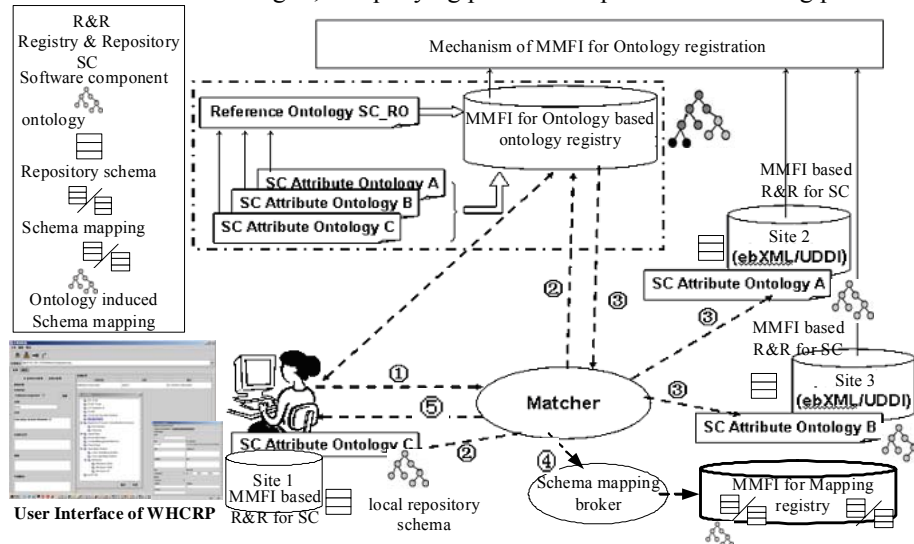 R&R
Registry & Repository
SC
Software component
ontology
Repository schema
Schema mapping
Ontology induced
Schema mapping
Mechanism of MMFI for Ontology registration
Reference Ontology SC_RO
MMFI for Ontology based
ontology registry
SC Attribute Ontology A
SC Attribute Ontology B
SC Attribute Ontology C
MMFI based
R&R for SC
Site 2
(ebXML/UDDI)
SC Attribute Ontology A
②
③
③
MMFI based
R&R for SC
Site 3
(ebXML/UDDI)
SC Attribute Ontology B
①
⑤
Matcher
③
SC Attribute Ontology C
②
④
Site 1
MMFI based
R&R for SC
local repository
schema
Schema mapping
broker
MMFI for Mapping
registry
User Interface of WHCRP